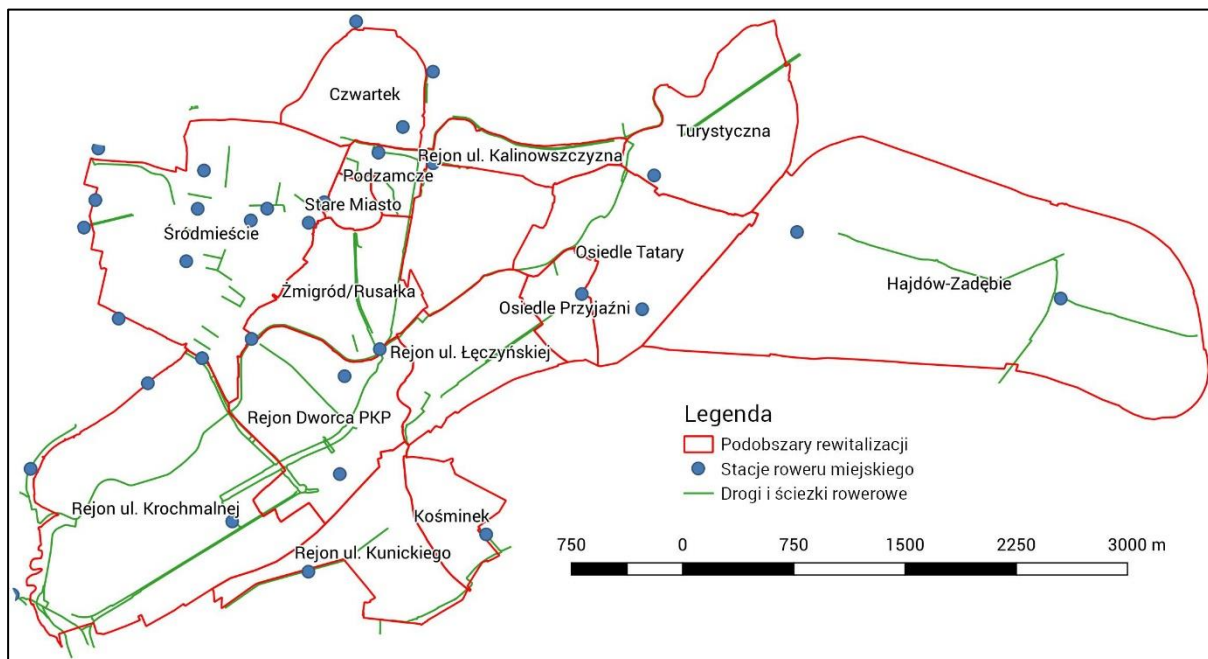 Czwartek
Turystyczna
Rejon ul. Kalinowszczyzna
Podzamcze
Stare Miasto
Śródmieście
Osiedle Tatary
Hajdów-Zadębie
Żmigród/Rusałka
Osiedle Przyjaźni
Rejon ul. Łęczyńskiej
Rejon Dworca PKP
Rejon ul. Krochmalnej
Kośminek
Rejon ul. Kunickiego
Legenda
Podobszary rewitalizacji
Stacje roweru miejskiego
Drogi i ściezki rowerowe
750 0 750 1500 2250 3000 m